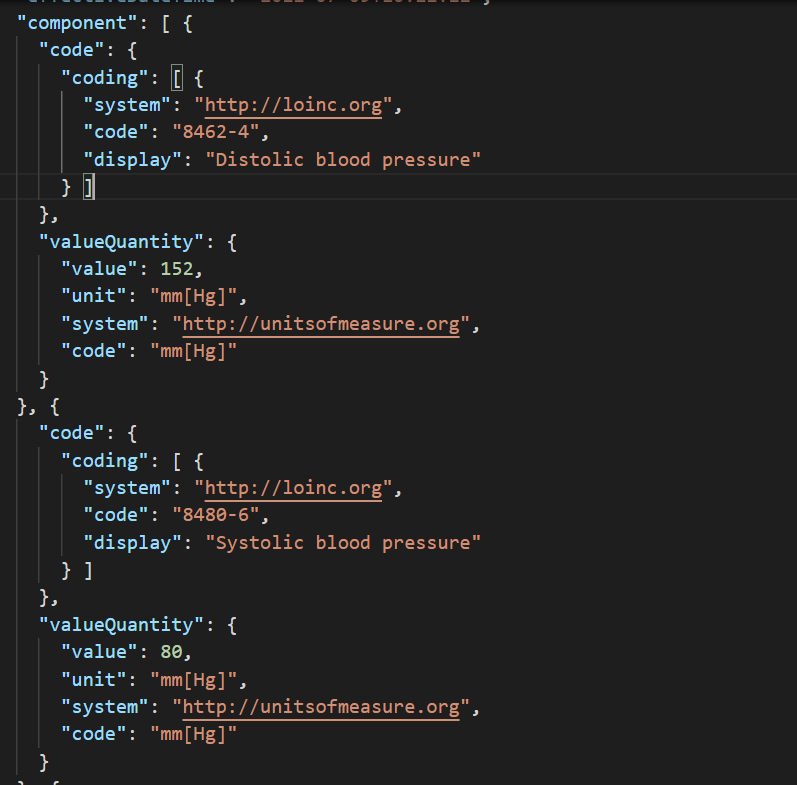 "component": [ {
"code": {
"coding": [ {
"system": "http://loinc.org",
"code": "8462-4",
"display": "Distolic blood pressure"
} ]
},
"valueQuantity": {
"value": 152,
"unit": "mm[Hg]",
"system": "http://unitsofmeasure.org",
"code": "mm[Hg]"
}
}, {
"code": {
"coding": [ {
"system": "http://loinc.org",
"code": "8480-6",
"display": "Systolic blood pressure"
} ]
},
"valueQuantity": {
"value": 80,
"unit": "mm[Hg]",
"system": "http://unitsofmeasure.org",
"code": "mm[Hg]"
}